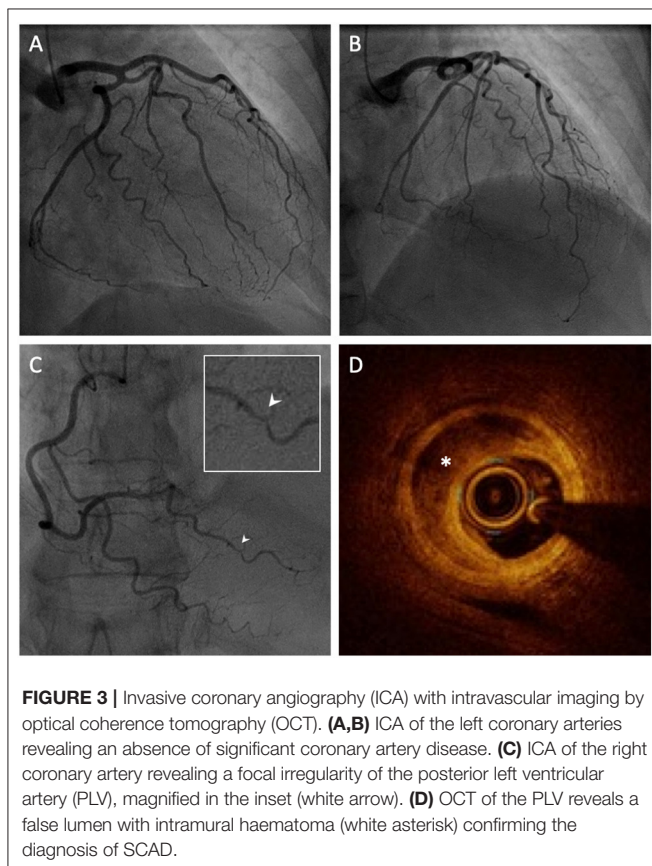 A
B
C
D
*
FIGURE 3 | Invasive coronary angiography (ICA) with intravascular imaging by
optical coherence tomography (OCT). (A,B) ICA of the left coronary arteries
revealing an absence of significant coronary artery disease. (C) ICA of the right
coronary artery revealing a focal irregularity of the posterior left ventricular
artery (PLV), magnified in the inset (white arrow). (D) OCT of the PLV reveals a
false lumen with intramural haematoma (white asterisk) confirming the
diagnosis of SCAD.